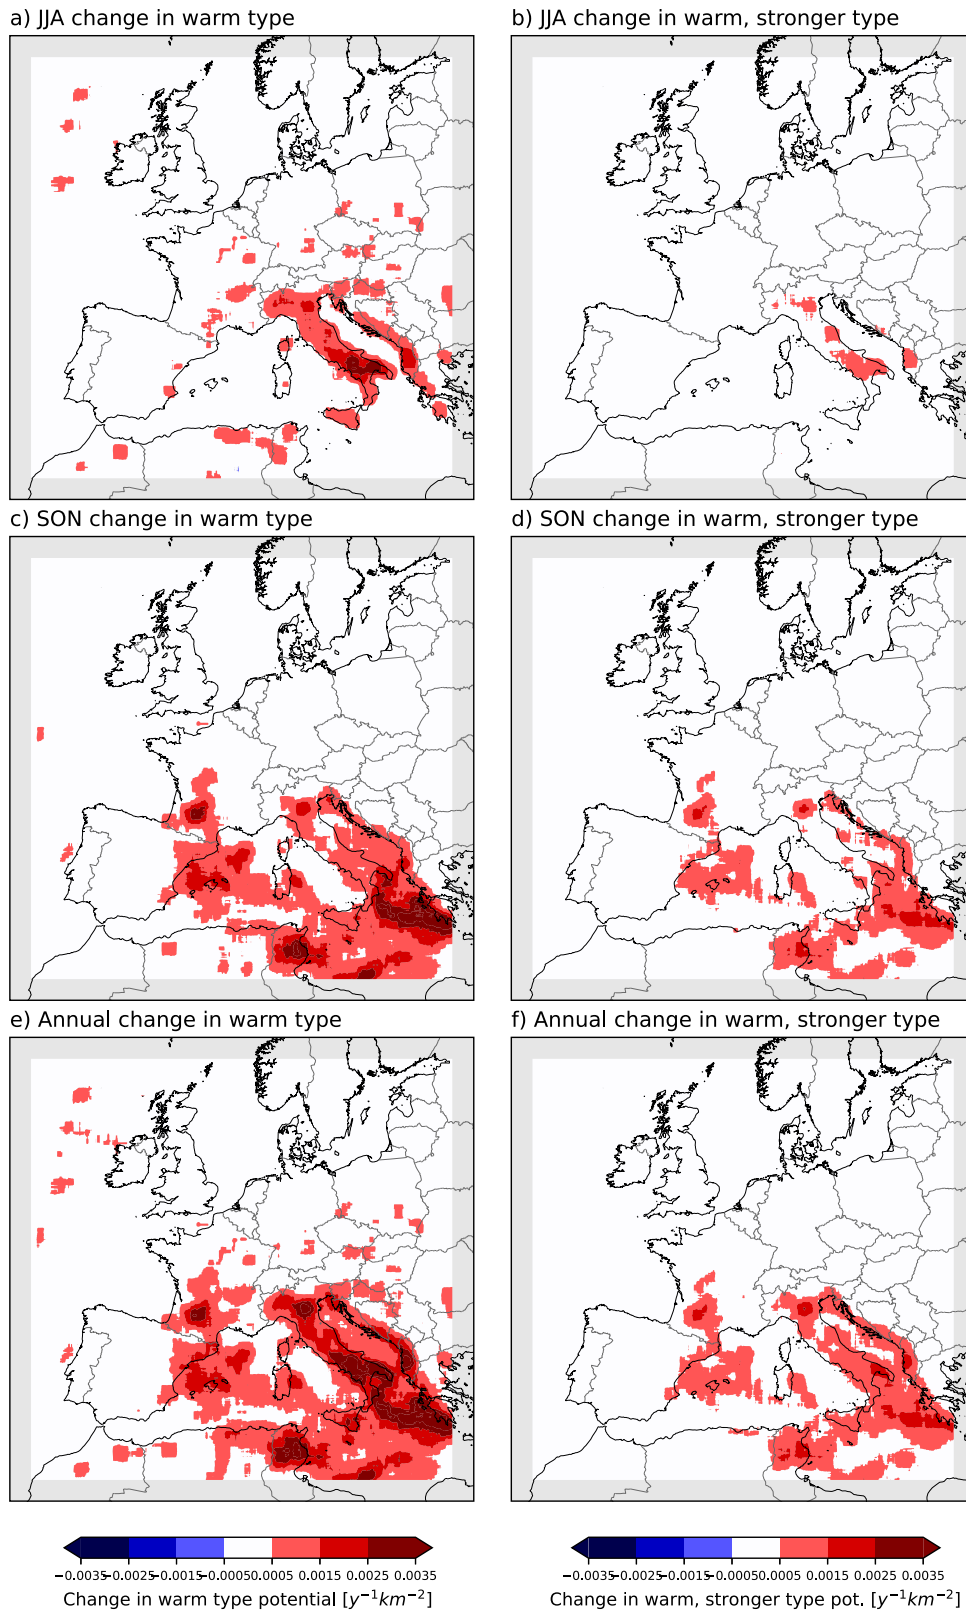 a) JJA change in warm type
b) JJA change in warm, stronger type
c) SON change in warm type
d) SON change in warm, stronger type
e) Annual change in warm type
f) Annual change in warm, stronger type
−0.0035 −0.0025 −0.0015 −0.0005 0.0005 0.0015 0.0025 0.0035
Change in warm type potential [y⁻¹km⁻²]
−0.0035 −0.0025 −0.0015 −0.0005 0.0005 0.0015 0.0025 0.0035
Change in warm, stronger type pot. [y⁻¹km⁻²]